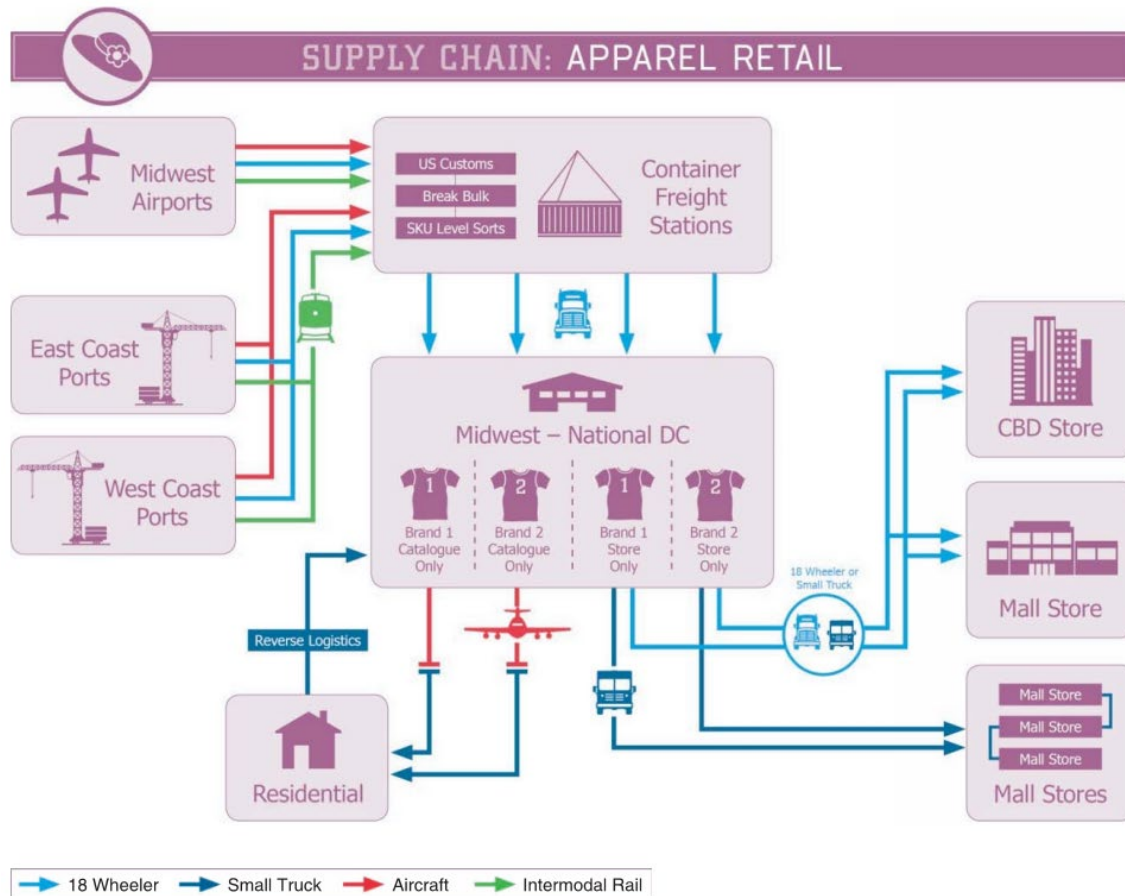 SUPPLY CHAIN: APPAREL RETAIL
Midwest
Airports
US Customs
Break Bulk
SKU Level Sorts
Container
Freight
Stations
East Coast
Ports
West Coast
Ports
Midwest – National DC
1
2
1
2
Brand 1
Catalogue
Only
Brand 2
Catalogue
Only
Brand 1
Store
Only
Brand 2
Store
Only
CBD Store
Mall Store
18 Wheeler or
Small Truck
Reverse Logistics
Residential
Mall Store
Mall Store
Mall Store
Mall Stores
18 Wheeler
Small Truck
Aircraft
Intermodal Rail